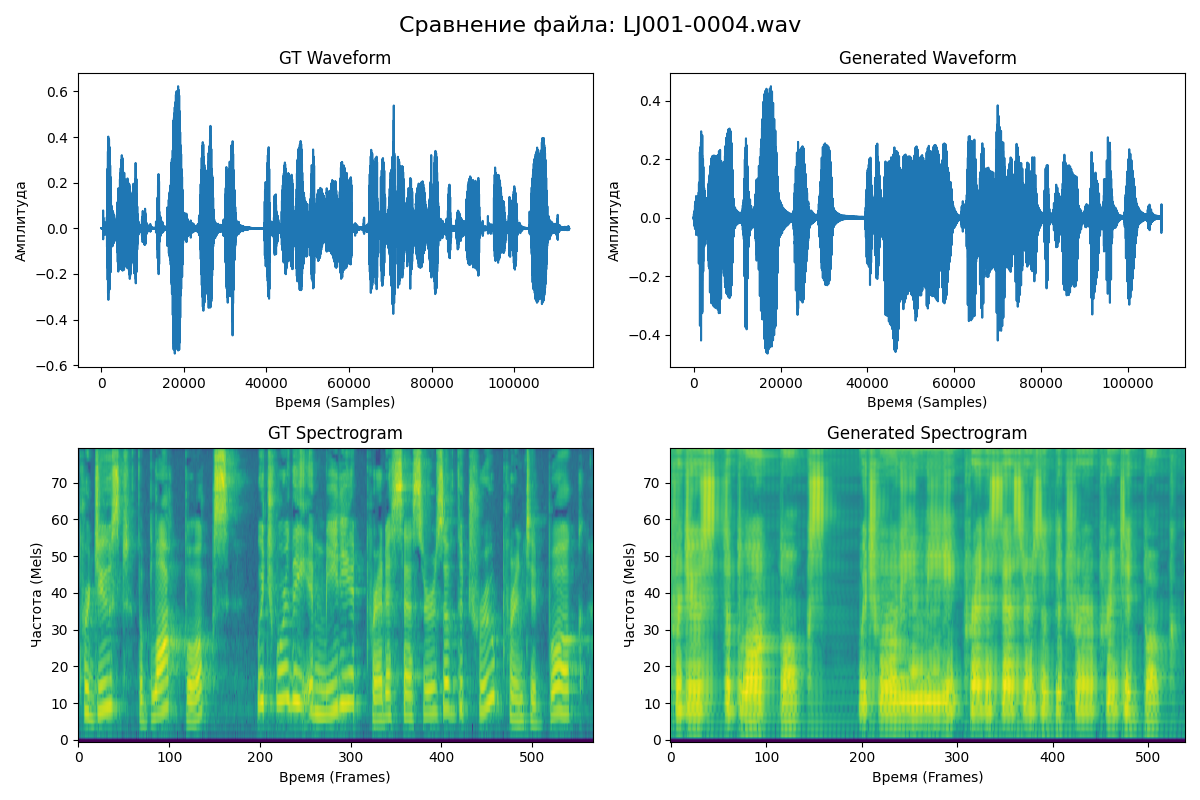 Сравнение файла: LJ001-0004.wav
GT Waveform
0.6
0.4
0.2
0.0
−0.2
−0.4
−0.6
Амплитуда
0 20000 40000 60000 80000 100000
Время (Samples)
Generated Waveform
0.4
0.2
0.0
−0.2
−0.4
Амплитуда
0 20000 40000 60000 80000 100000
Время (Samples)
GT Spectrogram
70
60
50
40
30
20
10
0
Частота (Mels)
0 100 200 300 400 500
Время (Frames)
Generated Spectrogram
70
60
50
40
30
20
10
0
Частота (Mels)
0 100 200 300 400 500
Время (Frames)